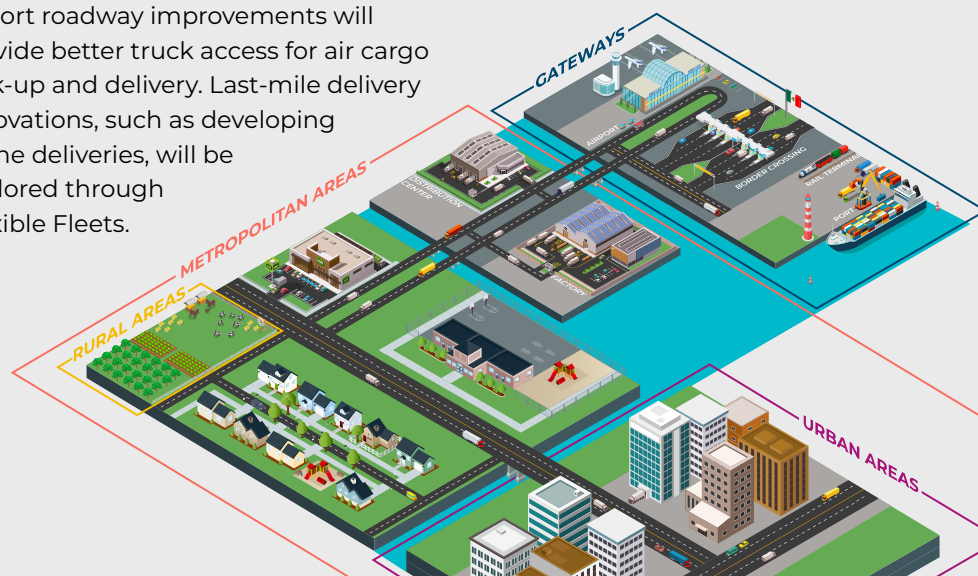 ort roadway improvements will
vide better truck access for air cargo
k-up and delivery. Last-mile delivery
ovations, such as developing
ne deliveries, will be
lored through
xible Fleets.
GATEWAYS
AIRPORT
BORDER CROSSING
RAIL TERMINAL
PORT
METROPOLITAN AREAS
DISTRIBUTION
CENTER
FACTORY
RURAL AREAS
URBAN AREAS